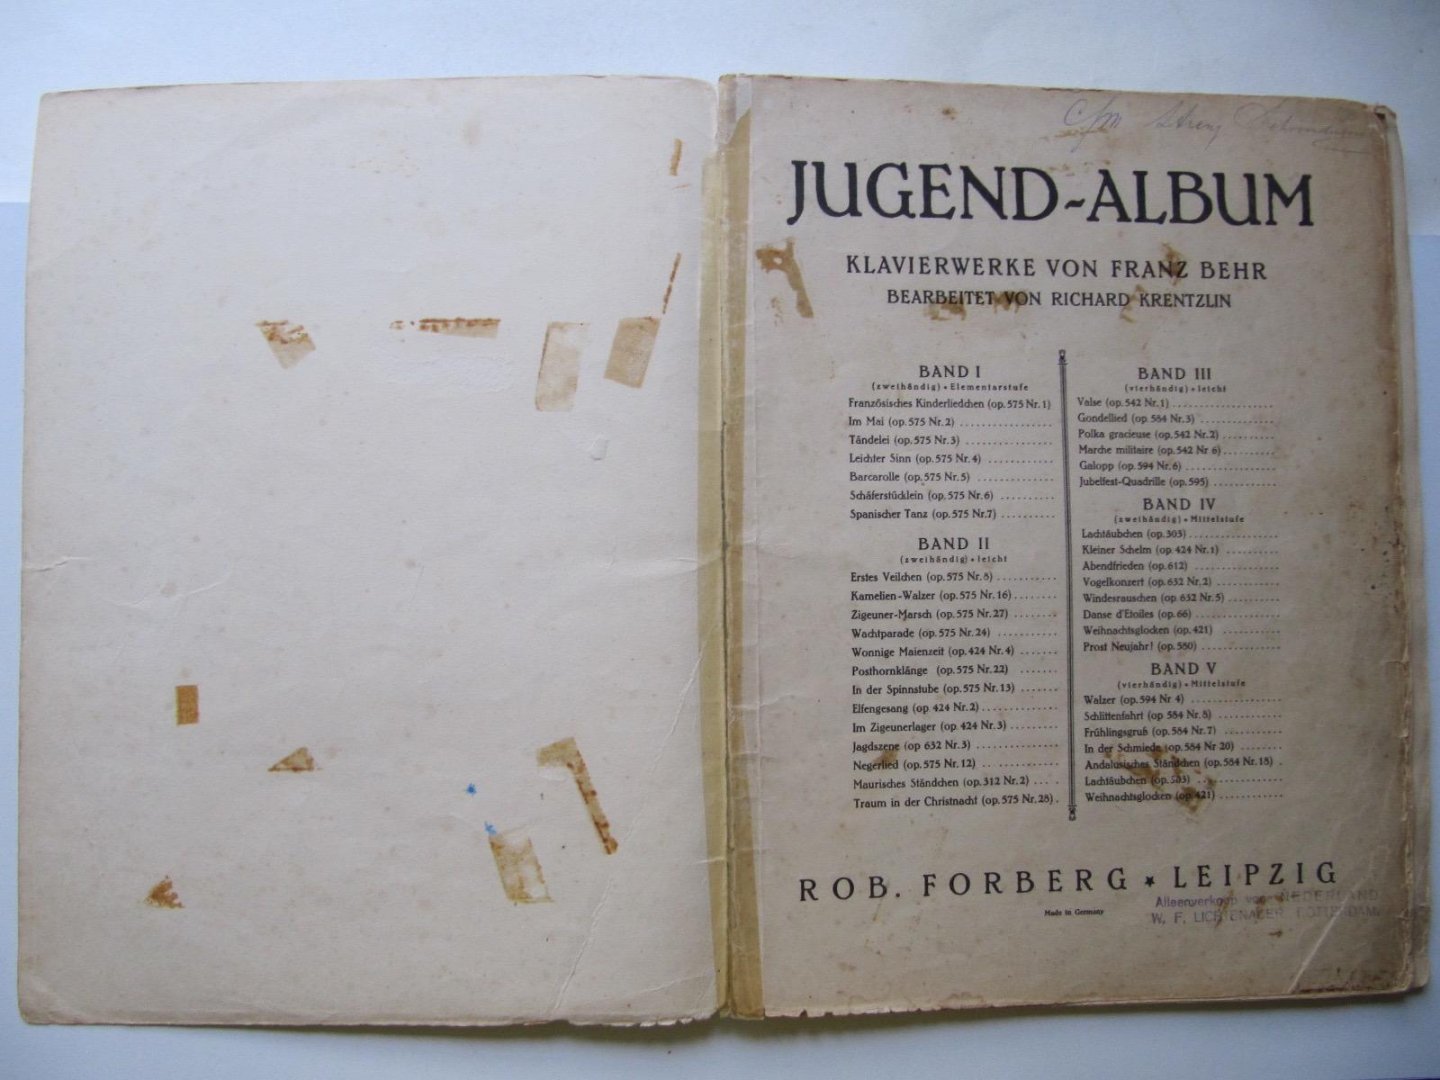 JUGEND-ALBUM
KLAVIERWERKE VON FRANZ BEHR
BEARBEITET VON RICHARD KRENTZLIN
BAND I
(zweihändig) • Elementarstufe
Französisches Kinderliedchen (op. 575 Nr. 1)
Im Mai (op. 575 Nr. 2)
Tändelei (op. 575 Nr. 3)
Leichter Sinn (op. 575 Nr. 4)
Barcarolle (op. 575 Nr. 5)
Schäferstücklein (op. 575 Nr. 6)
Spanischer Tanz (op. 575 Nr. 7)
BAND II
(zweihändig) • leicht
Erstes Veilchen (op. 575 Nr. 8)
Kamelien-Walzer (op. 575 Nr. 16)
Zigeuner-Marsch (op. 575 Nr. 27)
Wachtparade (op. 575 Nr. 24)
Wonnige Maienzeit (op. 424 Nr. 4)
Posthornklänge (op. 575 Nr. 22)
In der Spinnstube (op. 575 Nr. 13)
Elfengesang (op 424 Nr. 2)
Im Zigeunerlager (op. 424 Nr. 3)
Jagdszene (op 632 Nr. 3)
Negerlied (op. 575 Nr. 12)
Maurisches Ständchen (op. 312 Nr. 2)
Traum in der Christnacht (op. 575 Nr. 28)
BAND III
(vierhändig) • leicht
Valse (op. 542 Nr. 1)
Gondellied (op. 584 Nr. 3)
Polka gracieuse (op. 542 Nr. 2)
Marche militaire (op. 542 Nr 6)
Galopp (op. 594 Nr. 6)
Jubelfest-Quadrille (op. 595)
BAND IV
(zweihändig) • Mittelstufe
Lachtäubchen (op. 303)
Kleiner Schelm (op. 424 Nr. 1)
Abendfrieden (op. 612)
Vogelkonzert (op. 632 Nr. 2)
Windesrauschen (op. 632 Nr. 5)
Danse d'Etoiles (op. 66)
Weihnachtsglocken (op. 421)
Prost Neujahr! (op. 580)
BAND V
(vierhändig) • Mittelstufe
Walzer (op. 594 Nr 4)
Schlittenfahrt (op 584 Nr. 8)
Frühlingsgruß (op. 584 Nr. 7)
In der Schmiede (op. 584 Nr 20)
Andalusisches Ständchen (op. 584 Nr. 18)
Lachtäubchen (op. 303)
Weihnachtsglocken (op. 421)
ROB. FORBERG ★ LEIPZIG
Made in Germany
Alleenverkoop voor NEDERLAND
W. F. LICHTENAUER ROTTERDAM